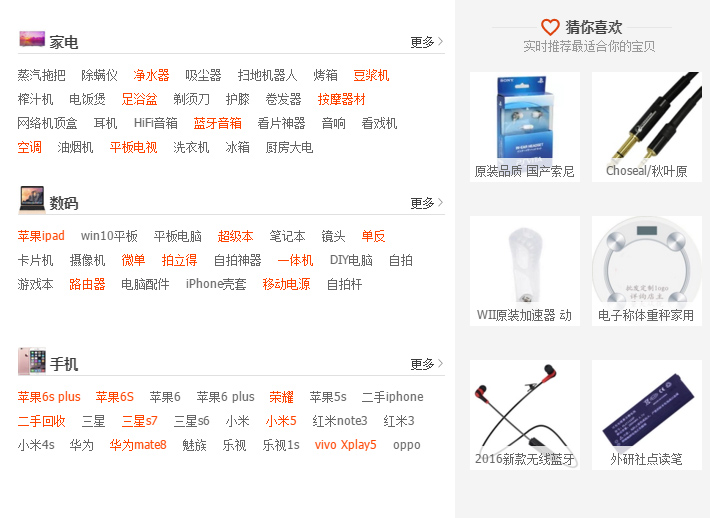 家电
更多
蒸汽拖把 除螨仪 净水器 吸尘器 扫地机器人 烤箱 豆浆机
榨汁机 电饭煲 足浴盆 剃须刀 护膝 卷发器 按摩器材
网络机顶盒 耳机 HiFi音箱 蓝牙音箱 看片神器 音响 看戏机
空调 油烟机 平板电视 洗衣机 冰箱 厨房大电
数码
更多
苹果ipad win10平板 平板电脑 超级本 笔记本 镜头 单反
卡片机 摄像机 微单 拍立得 自拍神器 一体机 DIY电脑 自拍
游戏本 路由器 电脑配件 iPhone壳套 移动电源 自拍杆
手机
更多
苹果6s plus 苹果6S 苹果6 苹果6 plus 荣耀 苹果5s 二手iphone
二手回收 三星 三星s7 三星s6 小米 小米5 红米note3 红米3
小米4s 华为 华为mate8 魅族 乐视 乐视1s vivo Xplay5 oppo
猜你喜欢
实时推荐最适合你的宝贝
SONY
原装品质 国产索尼
Choseal/秋叶原
WII原装加速器 动
批发定制logo
详询店主
电子称体重秤家用
2016新款无线蓝牙
外研社点读笔